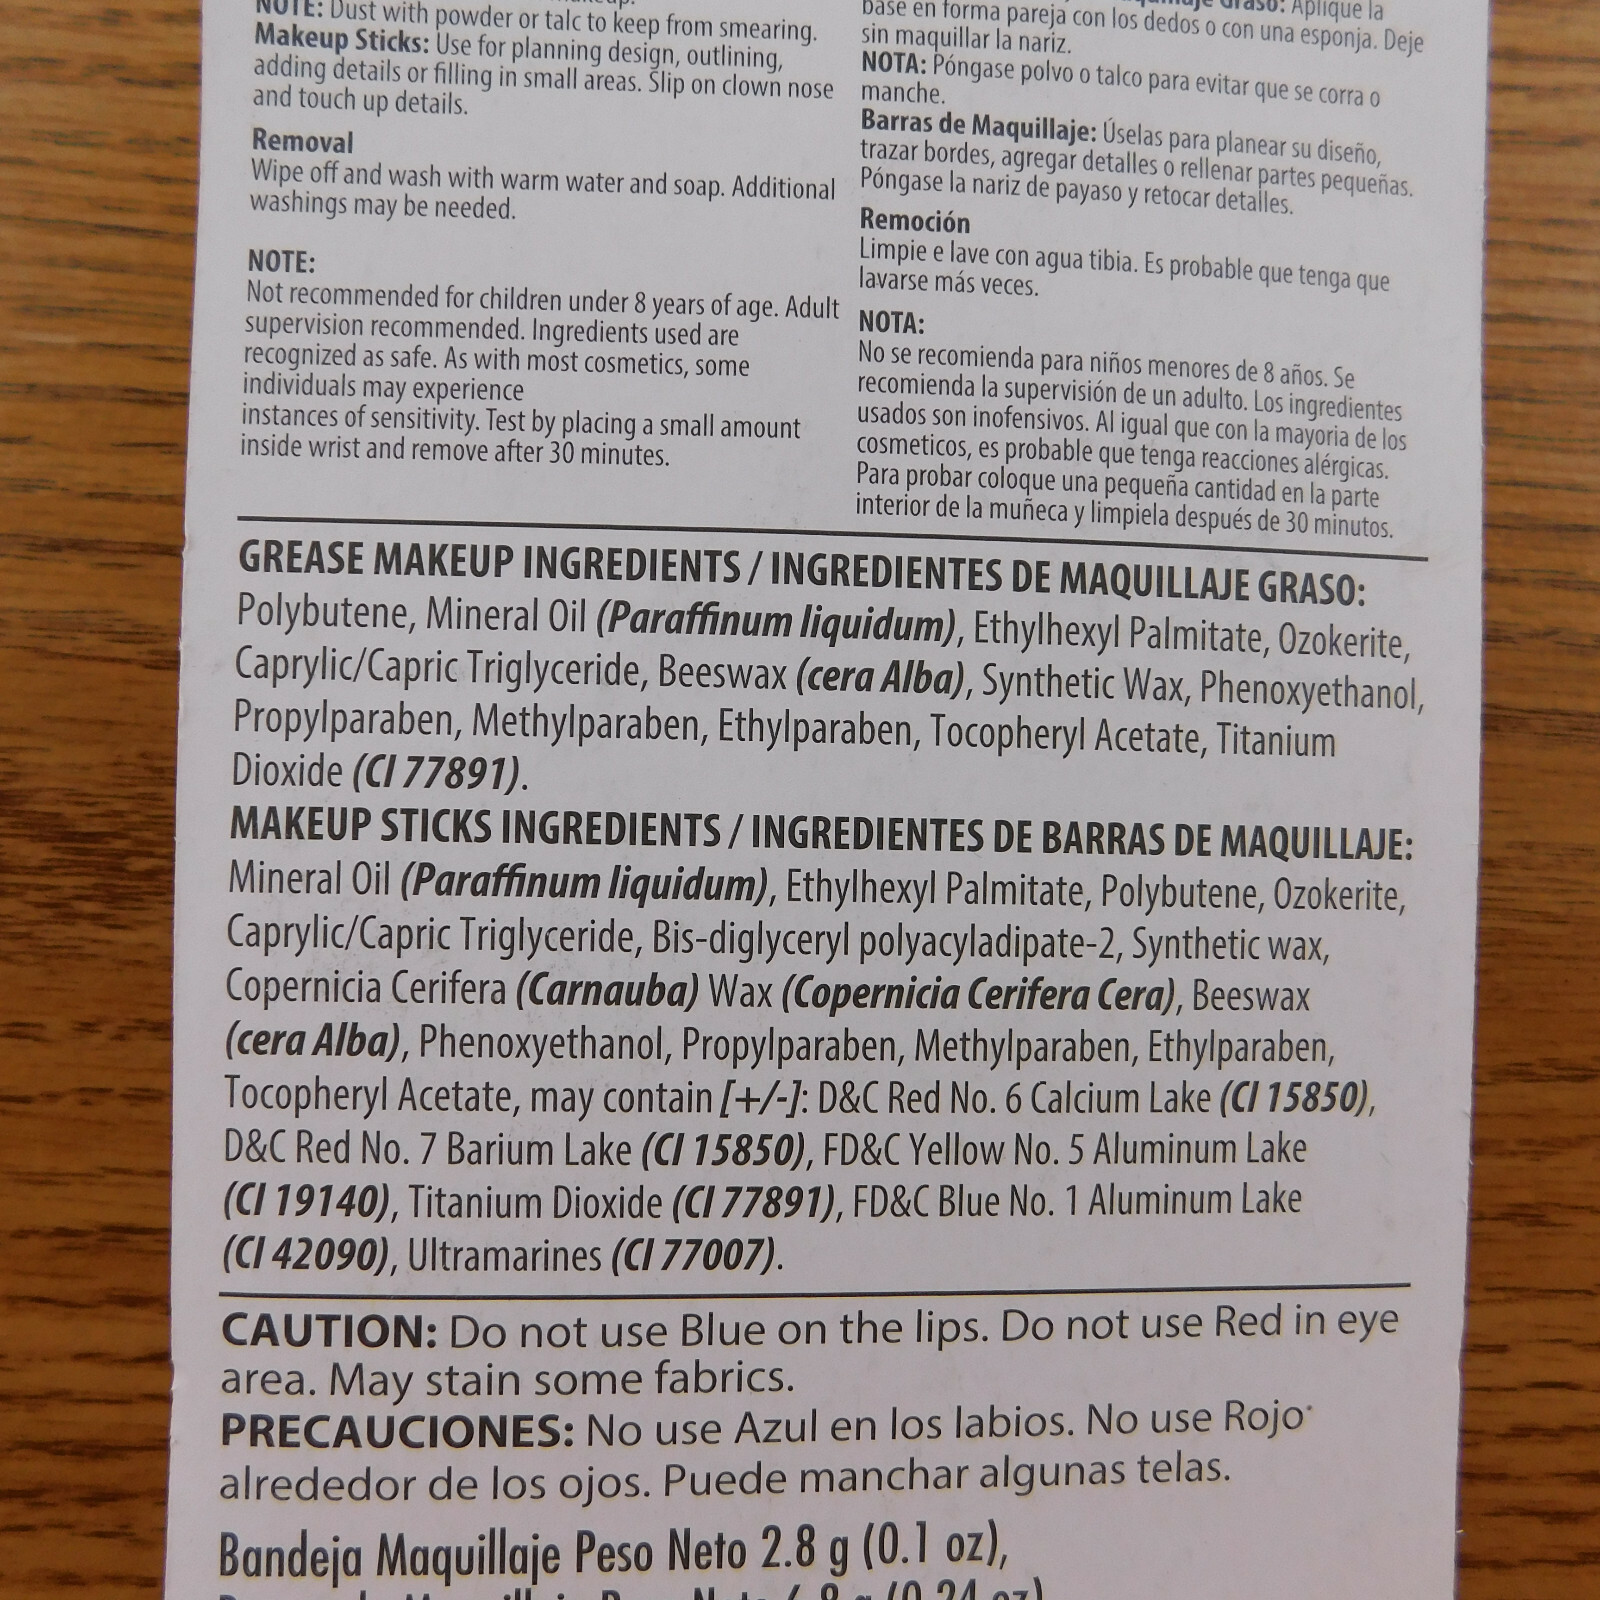 NOTE: Dust with powder or talc to keep from smearing.
Makeup Sticks: Use for planning design, outlining,
adding details or filling in small areas. Slip on clown nose
and touch up details.
Removal
Wipe off and wash with warm water and soap. Additional
washings may be needed.
NOTE:
Not recommended for children under 8 years of age. Adult
supervision recommended. Ingredients used are
recognized as safe. As with most cosmetics, some
individuals may experience
instances of sensitivity. Test by placing a small amount
inside wrist and remove after 30 minutes.
Graso: Aplique la
base en forma pareja con los dedos o con una esponja. Deje
sin maquillar la nariz.
NOTA: Póngase polvo o talco para evitar que se corra o
manche.
Barras de Maquillaje: Úselas para planear su diseño,
trazar bordes, agregar detalles o rellenar partes pequeñas.
Póngase la nariz de payaso y retocar detalles.
Remoción
Limpie e lave con agua tibia. Es probable que tenga que
lavarse más veces.
NOTA:
No se recomienda para niños menores de 8 años. Se
recomienda la supervisión de un adulto. Los ingredientes
usados son inofensivos. Al igual que con la mayoria de los
cosmeticos, es probable que tenga reacciones alérgicas.
Para probar coloque una pequeña cantidad en la parte
interior de la muñeca y limpiela después de 30 minutos.
GREASE MAKEUP INGREDIENTS / INGREDIENTES DE MAQUILLAJE GRASO:
Polybutene, Mineral Oil (Paraffinum liquidum), Ethylhexyl Palmitate, Ozokerite,
Caprylic/Capric Triglyceride, Beeswax (cera Alba), Synthetic Wax, Phenoxyethanol,
Propylparaben, Methylparaben, Ethylparaben, Tocopheryl Acetate, Titanium
Dioxide (CI 77891).
MAKEUP STICKS INGREDIENTS / INGREDIENTES DE BARRAS DE MAQUILLAJE:
Mineral Oil (Paraffinum liquidum), Ethylhexyl Palmitate, Polybutene, Ozokerite,
Caprylic/Capric Triglyceride, Bis-diglyceryl polyacyladipate-2, Synthetic wax,
Copernicia Cerifera (Carnauba) Wax (Copernicia Cerifera Cera), Beeswax
(cera Alba), Phenoxyethanol, Propylparaben, Methylparaben, Ethylparaben,
Tocopheryl Acetate, may contain [+/-]: D&C Red No. 6 Calcium Lake (CI 15850),
D&C Red No. 7 Barium Lake (CI 15850), FD&C Yellow No. 5 Aluminum Lake
(CI 19140), Titanium Dioxide (CI 77891), FD&C Blue No. 1 Aluminum Lake
(CI 42090), Ultramarines (CI 77007).
CAUTION: Do not use Blue on the lips. Do not use Red in eye
area. May stain some fabrics.
PRECAUCIONES: No use Azul en los labios. No use Rojo
alrededor de los ojos. Puede manchar algunas telas.
Bandeja Maquillaje Peso Neto 2.8 g (0.1 oz),